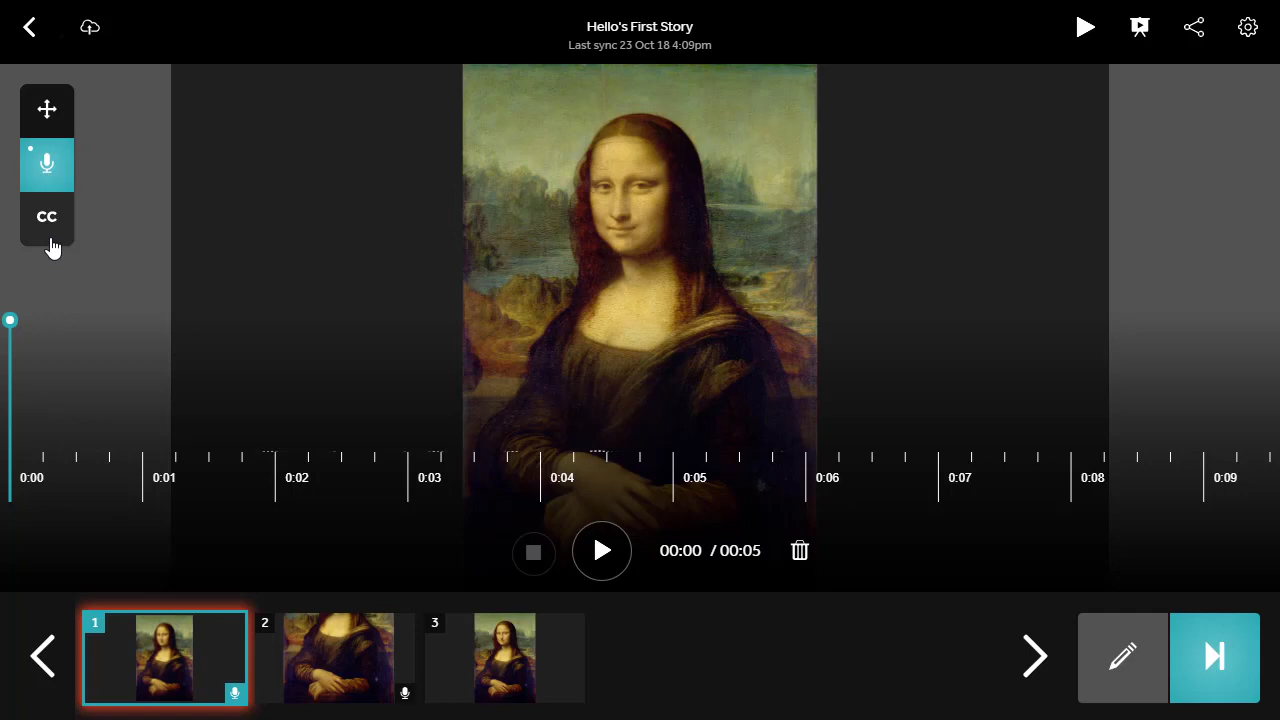 Hello's First Story
Last sync 23 Oct 18 4:09pm
CC
0:00 0:01 0:02 0:03 0:04 0:05 0:06 0:07 0:08 0:09
00:00 / 00:05
1 2 3